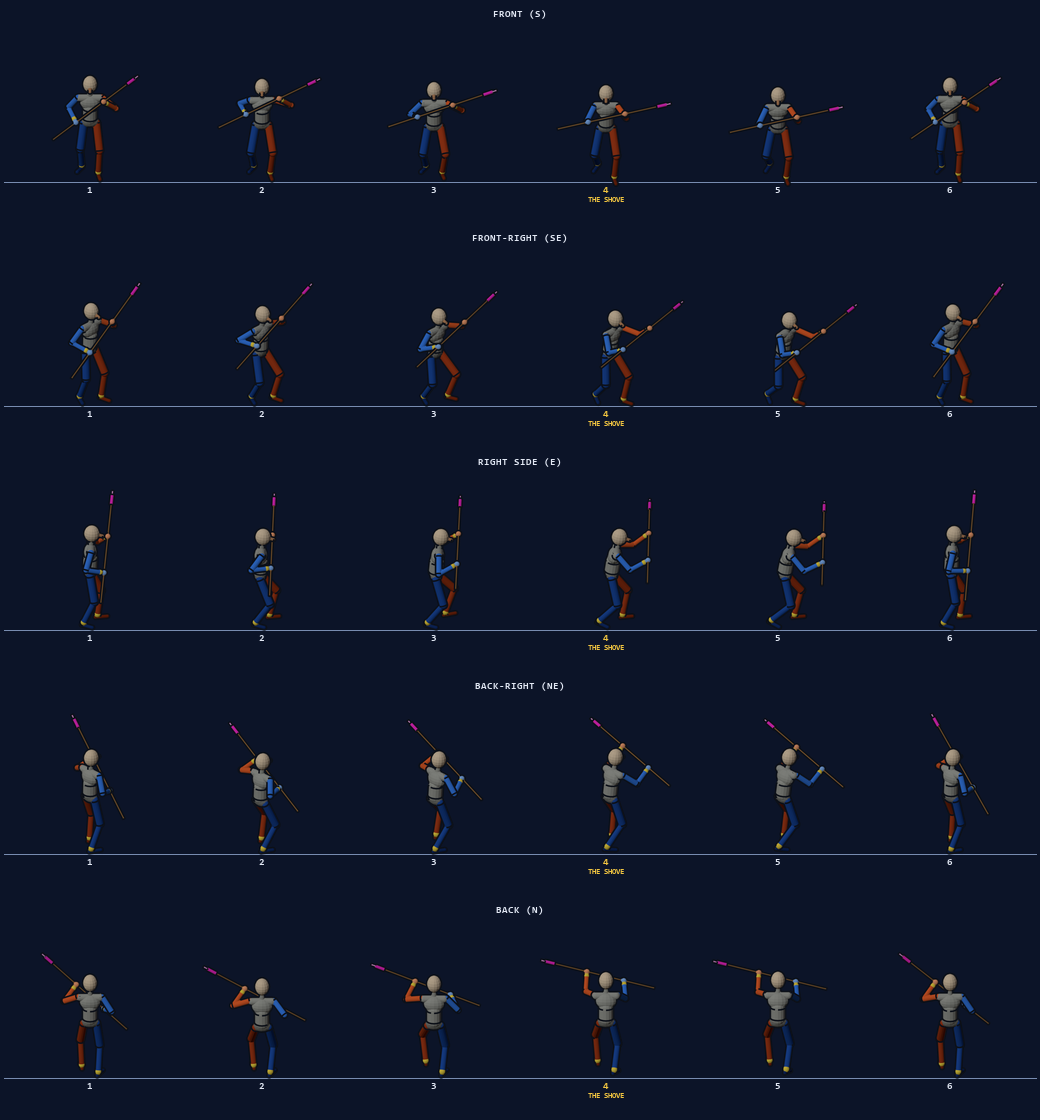 FRONT (S)
1 2 3 4 5 6
THE SHOVE
FRONT-RIGHT (SE)
1 2 3 4 5 6
THE SHOVE
RIGHT SIDE (E)
1 2 3 4 5 6
THE SHOVE
BACK-RIGHT (NE)
1 2 3 4 5 6
THE SHOVE
BACK (N)
1 2 3 4 5 6
THE SHOVE